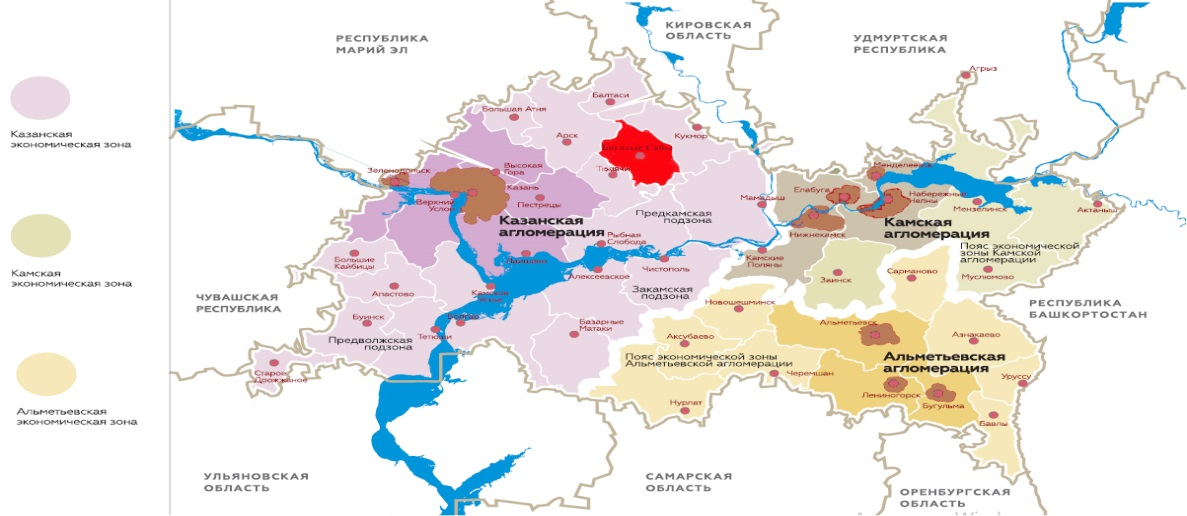 РЕСПУБЛИКА
МАРИЙ ЭЛ
КИРОВСКАЯ
ОБЛАСТЬ
УДМУРТСКАЯ
РЕСПУБЛИКА
Агрыз
Казанская
экономическая зона
Балтаси
Большая Атня
Арск
Кукмор
Богатые Сабы
Тюлячи
Высокая
Гора
Зеленодольск
Казань
Верхний
Услон
Пестрецы
Казанская
агломерация
Предкамская
подзона
Мамадыш
Елабуга
Менделеевск
Набережные
Челны
Мензелинск
Актаныш
Нижнекамск
Камская
агломерация
Рыбная
Слобода
Камские
Поляны
Пояс экономической
зоны Камской
агломерации
Камская
экономическая зона
Большие
Кайбицы
Алексеевское
Чистополь
Заинск
Сарманово
Муслюмово
Апастово
Камское
Устье
Закамская
подзона
Новошешминск
ЧУВАШСКАЯ
РЕСПУБЛИКА
РЕСПУБЛИКА
БАШКОРТОСТАН
Буинск
Тетюши
Базарные
Матаки
Альметьевск
Азнакаево
Аксубаево
Предволжская
подзона
Пояс экономической зоны
Альметьевской агломерации
Альметьевская
агломерация
Старое
Дрожжаное
Черемшан
Уруссу
Лениногорск
Бугульма
Нурлат
Бавлы
Альметьевская
экономическая зона
УЛЬЯНОВСКАЯ
ОБЛАСТЬ
САМАРСКАЯ
ОБЛАСТЬ
ОРЕНБУРГСКАЯ
ОБЛАСТЬ